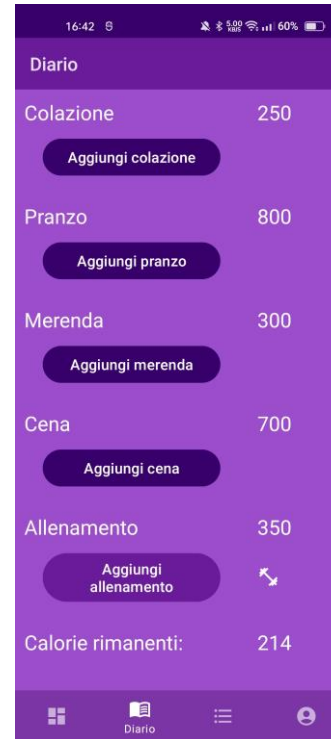 16:42 5,00 KB/S 60%
Diario
Colazione 250
Aggiungi colazione
Pranzo 800
Aggiungi pranzo
Merenda 300
Aggiungi merenda
Cena 700
Aggiungi cena
Allenamento 350
Aggiungi
allenamento
Calorie rimanenti: 214
Diario